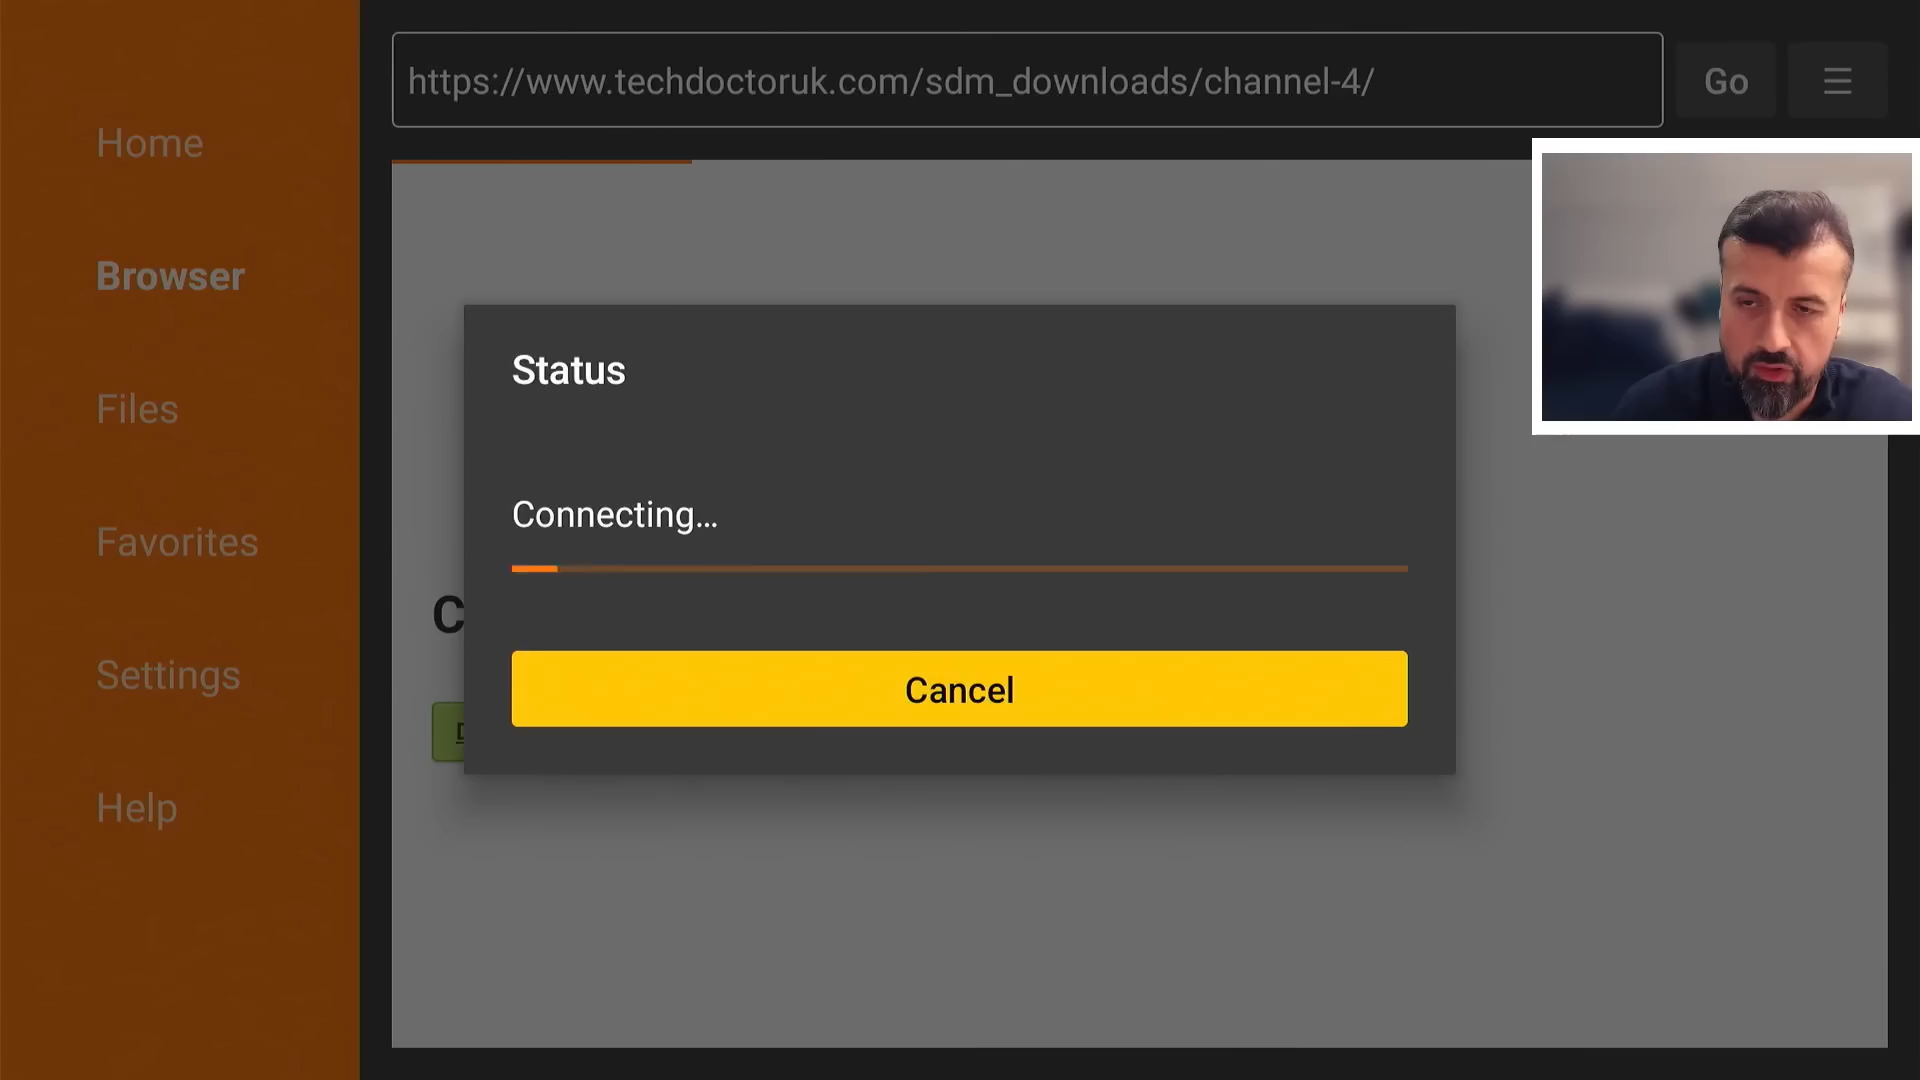 https://www.techdoctoruk.com/sdm_downloads/channel-4/
Go
Home
Browser
Files
Favorites
Settings
Help
Status
Connecting...
Cancel
C
D